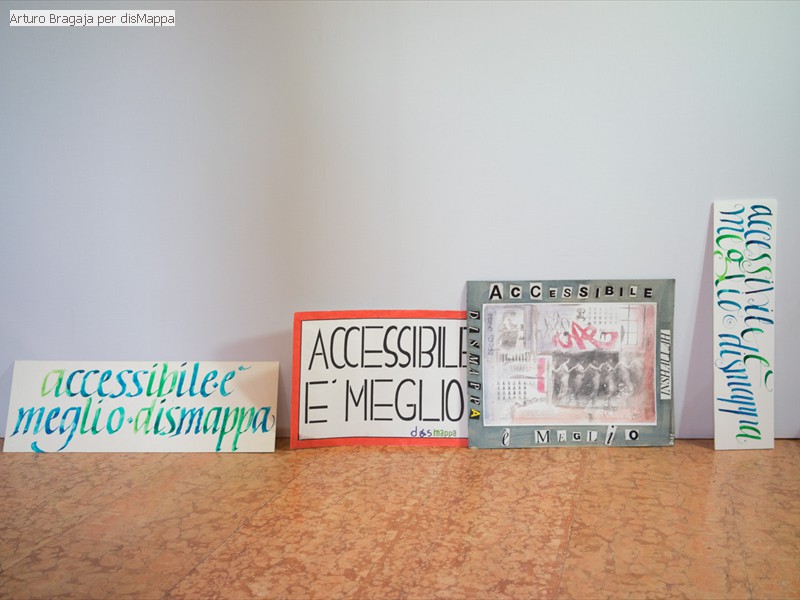 Arturo Bragaja per disMappa
accessibile·è
meglio·dismappa
ACCESSIBILE
E' MEGLIO
dismappa
ACCESSIBILE
DISMAPPA
è MEGLIO
accessibile è
meglio dismappa